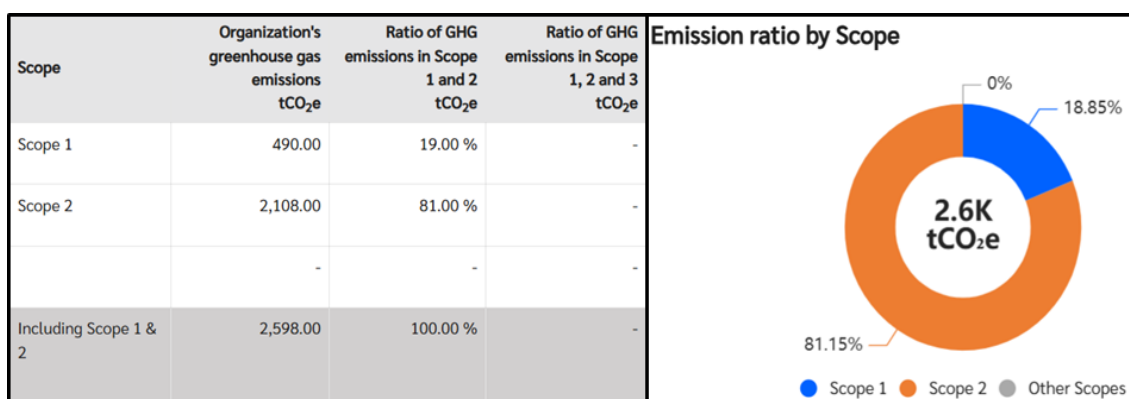 Scope
Organization's
greenhouse gas
emissions
tCO₂e
Ratio of GHG
emissions in Scope
1 and 2
tCO₂e
Ratio of GHG
emissions in Scope
1, 2 and 3
tCO₂e
Scope 1 490.00 19.00 % -
Scope 2 2,108.00 81.00 % -
- - -
Including Scope 1 & 2,598.00 100.00 % -
2
Emission ratio by Scope
0%
18.85%
2.6K
tCO₂e
81.15%
Scope 1 Scope 2 Other Scopes